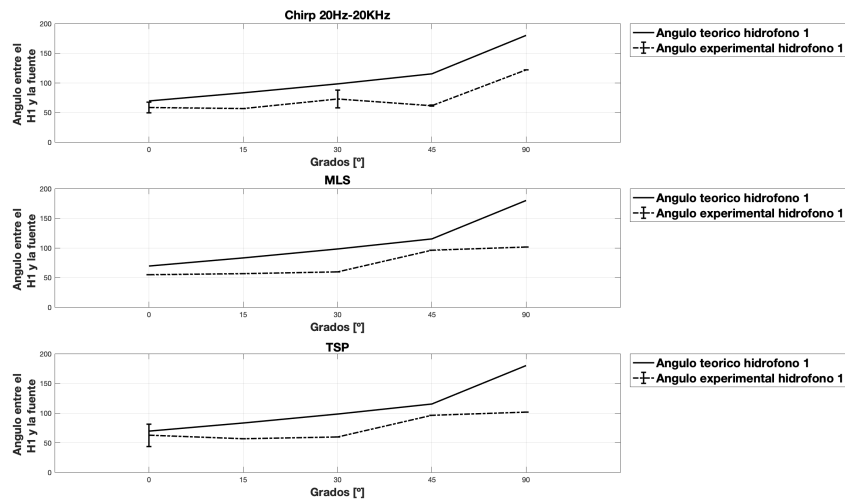 Chirp 20Hz-20KHz
200
150
100
50
0
Angulo entre el
H1 y la fuente
0 15 30 45 90
Grados [º]
Angulo teorico hidrofono 1
Angulo experimental hidrofono 1
MLS
200
150
100
50
0
Angulo entre el
H1 y la fuente
0 15 30 45 90
Grados [º]
Angulo teorico hidrofono 1
Angulo experimental hidrofono 1
TSP
200
150
100
50
0
Angulo entre el
H1 y la fuente
0 15 30 45 90
Grados [º]
Angulo teorico hidrofono 1
Angulo experimental hidrofono 1